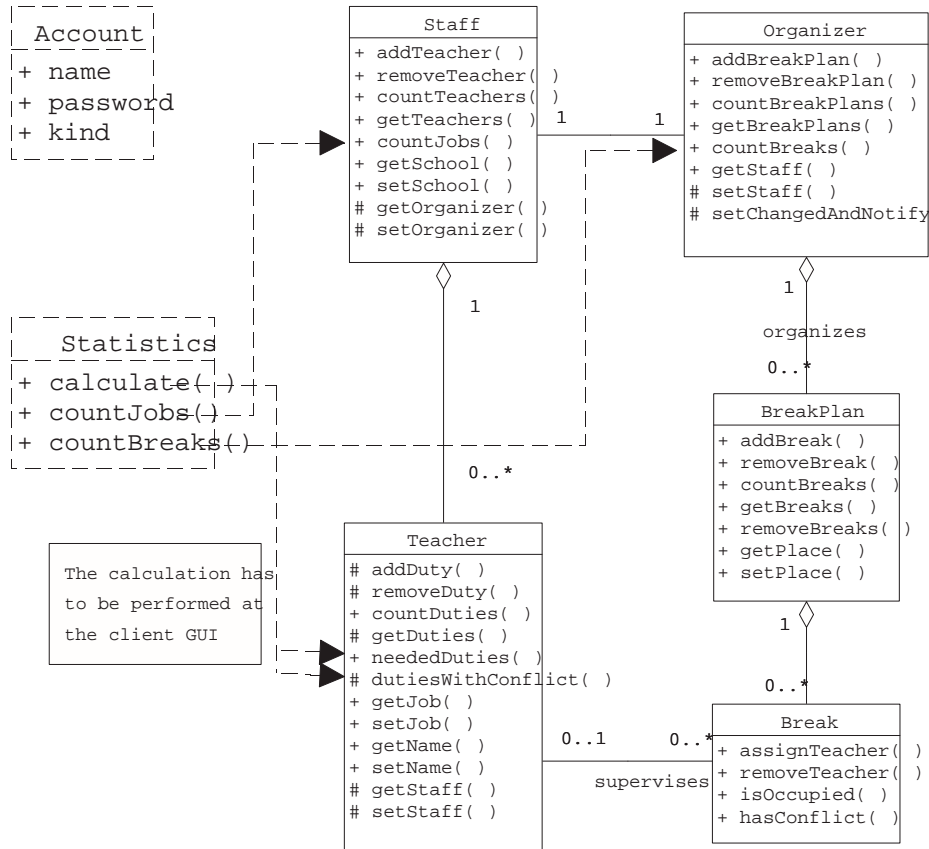 Account
+ name
+ password
+ kind
Staff
+ addTeacher( )
+ removeTeacher( )
+ countTeachers( )
+ getTeachers( )
+ countJobs( )
+ getSchool( )
+ setSchool( )
# getOrganizer( )
# setOrganizer( )
1
1
Organizer
+ addBreakPlan( )
+ removeBreakPlan( )
+ countBreakPlans( )
+ getBreakPlans( )
+ countBreaks( )
+ getStaff( )
# setStaff( )
# setChangedAndNotify
1
1
organizes
0..*
Statistics
+ calculate( )
+ countJobs()
+ countBreaks()
BreakPlan
+ addBreak( )
+ removeBreak( )
+ countBreaks( )
+ getBreaks( )
+ removeBreaks( )
+ getPlace( )
+ setPlace( )
0..*
The calculation has
to be performed at
the client GUI
Teacher
# addDuty( )
# removeDuty( )
+ countDuties( )
# getDuties( )
+ neededDuties( )
# dutiesWithConflict( )
+ getJob( )
+ setJob( )
+ getName( )
+ setName( )
# getStaff( )
# setStaff( )
1
0..*
0..1
0..*
supervises
Break
+ assignTeacher( )
+ removeTeacher( )
+ isOccupied( )
+ hasConflict( )